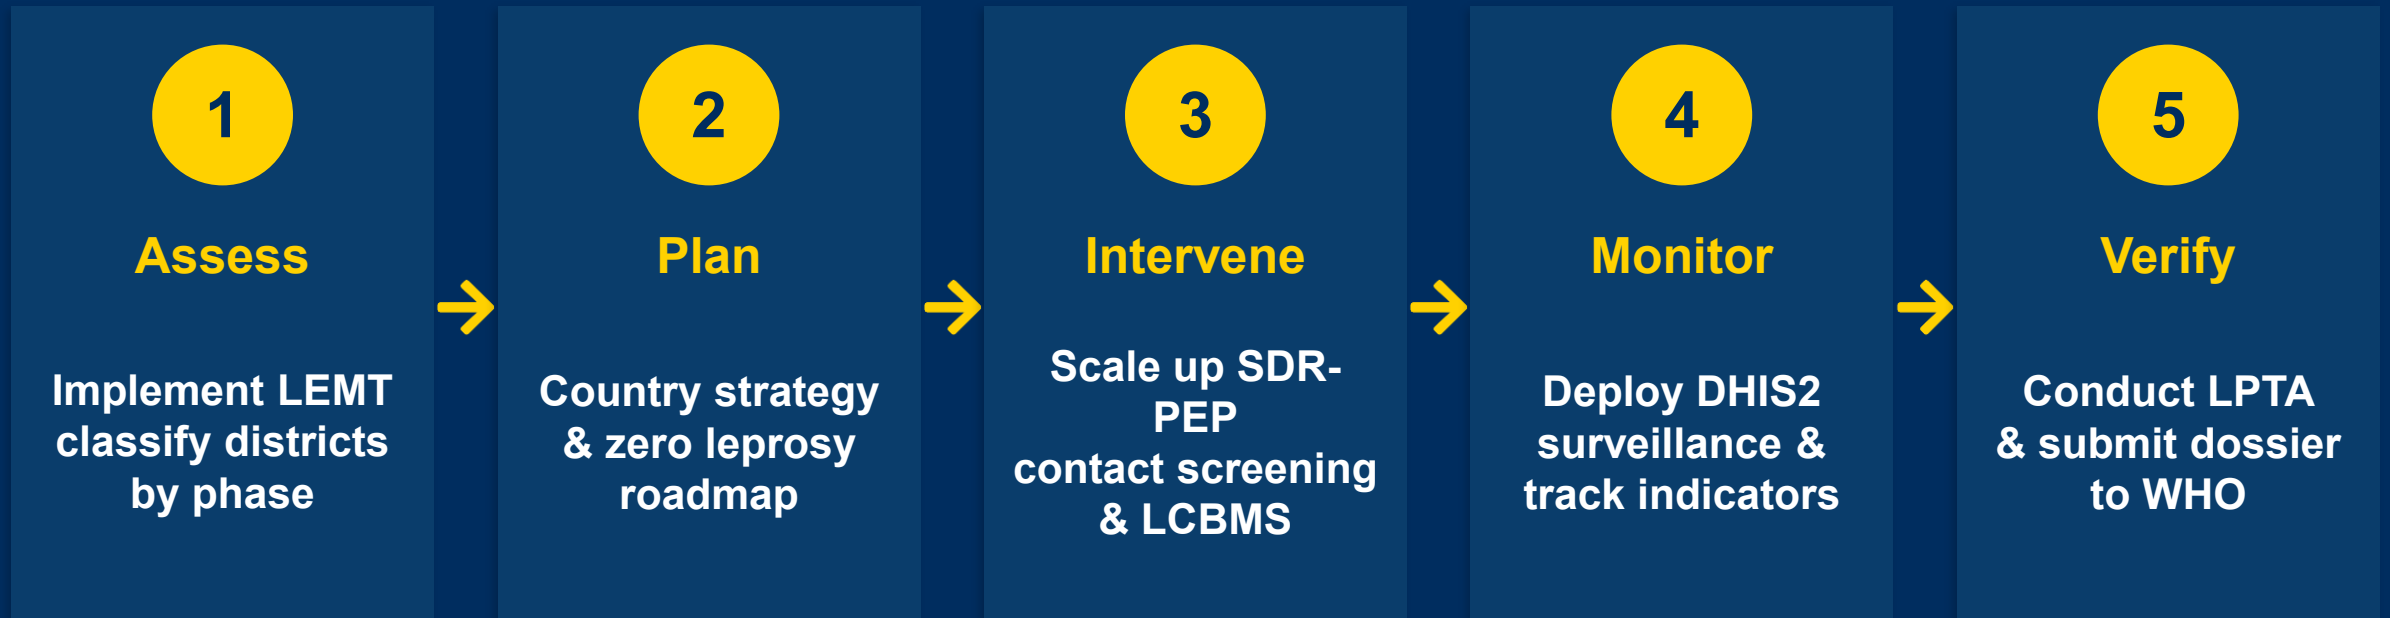 1
Assess
Implement LEMT
classify districts
by phase
2
Plan
Country strategy
& zero leprosy
roadmap
3
Intervene
Scale up SDR-
PEP
contact screening
& LCBMS
4
Monitor
Deploy DHIS2
surveillance &
track indicators
5
Verify
Conduct LPTA
& submit dossier
to WHO